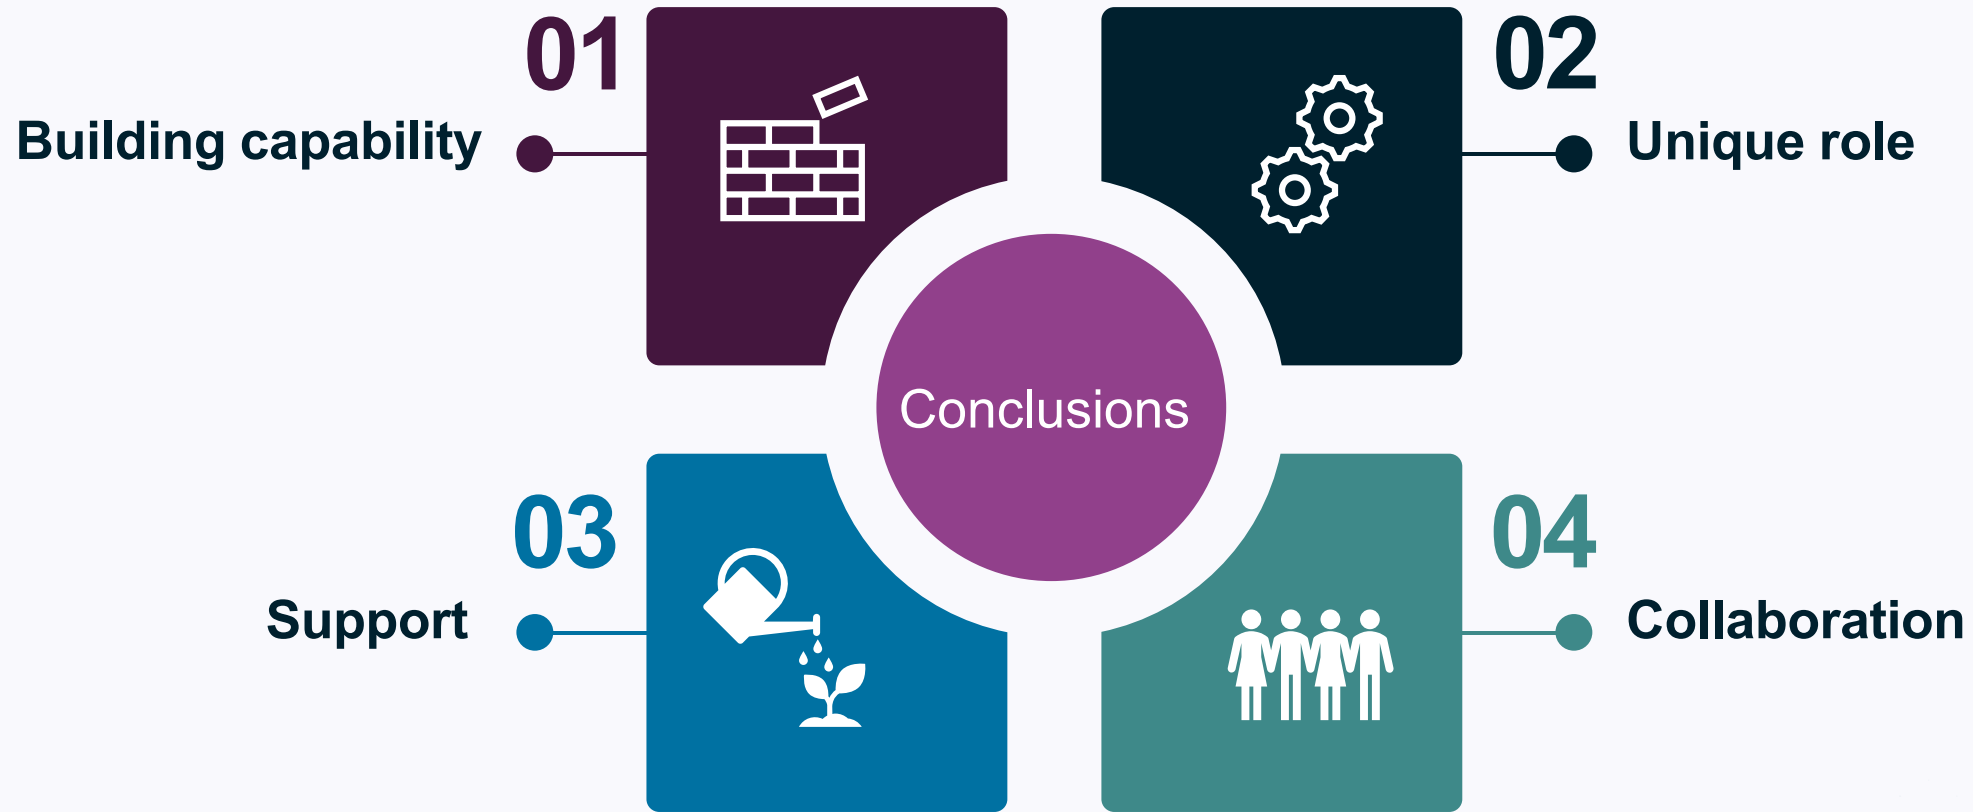 01
Building capability
02
Unique role
Conclusions
03
Support
04
Collaboration